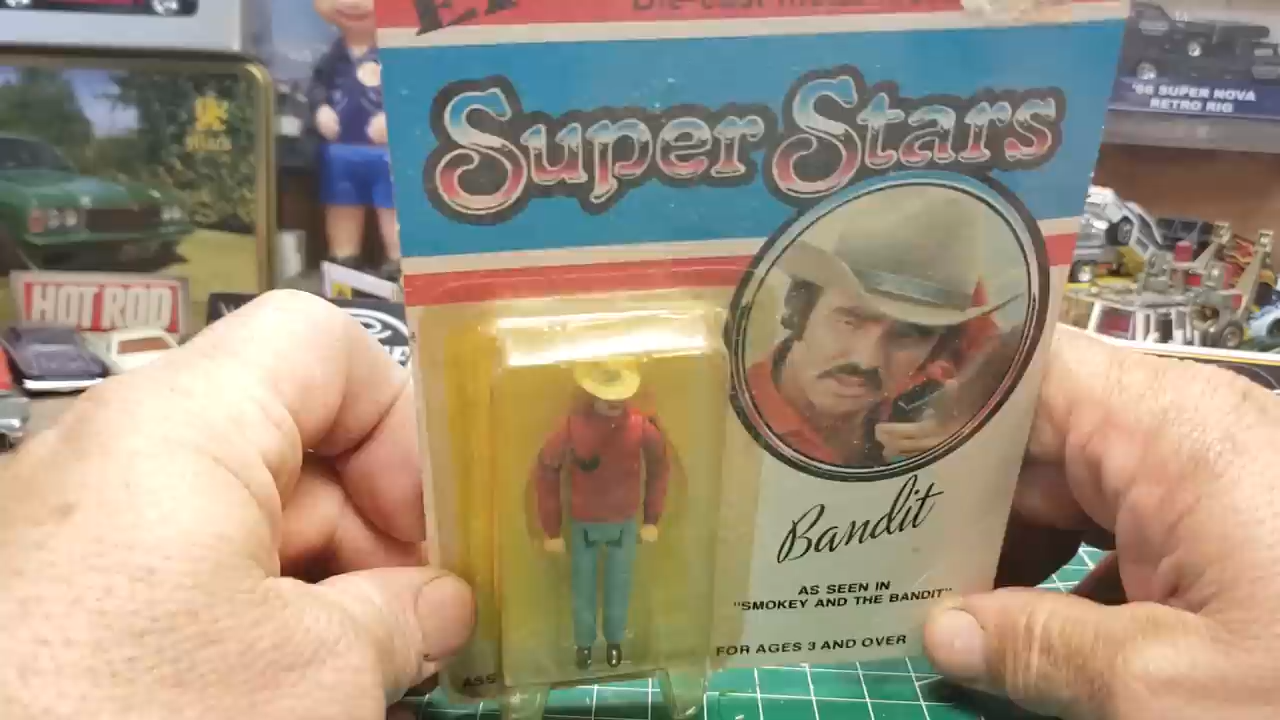 Super Stars
'66 SUPER NOVA
RETRO RIG
HOT ROD
Bandit
AS SEEN IN
"SMOKEY AND THE BANDIT"
FOR AGES 3 AND OVER
ASS